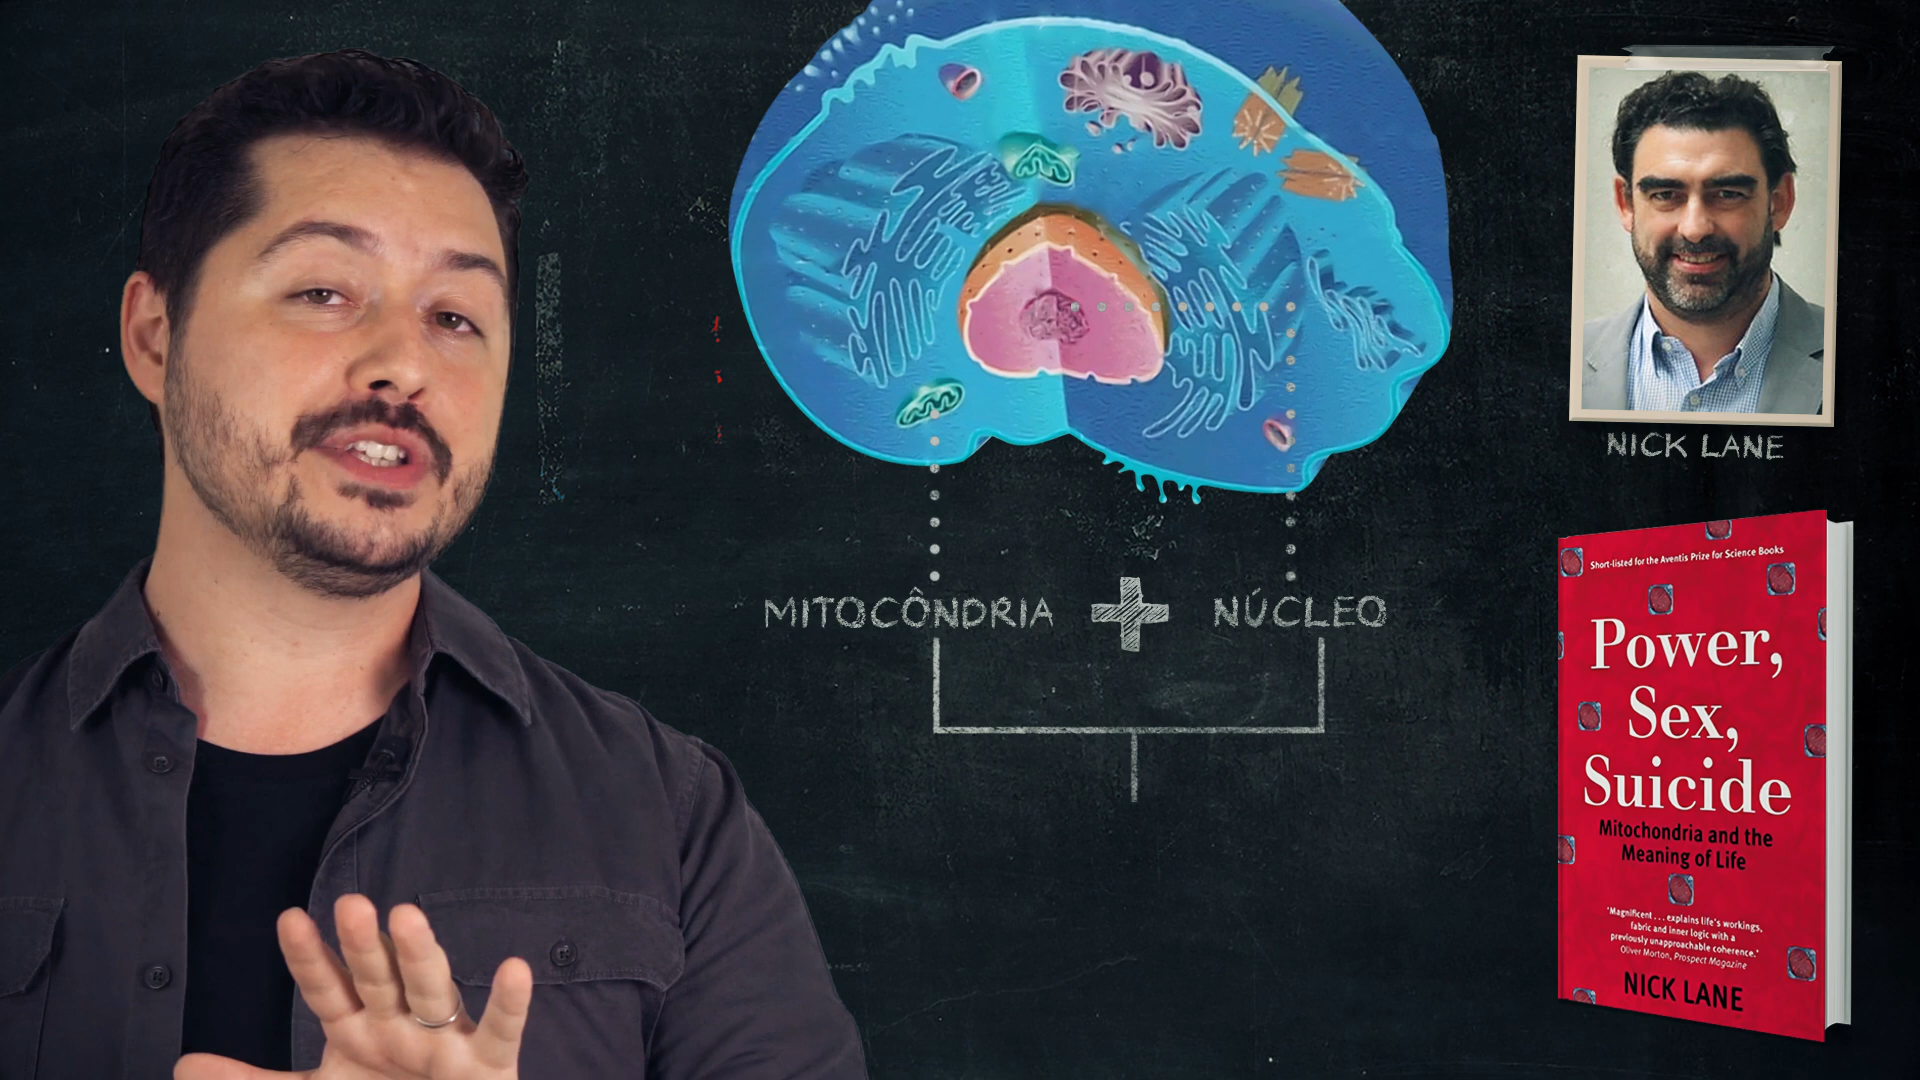 NICK LANE
MITOCÔNDRIA + NÚCLEO
Short-listed for the Aventis Prize for Science Books
Power,
Sex,
Suicide
Mitochondria and the
Meaning of Life
'Magnificent . . . explains life's workings,
fabric and inner logic with a
previously unapproachable coherence.'
Oliver Morton, Prospect Magazine
NICK LANE